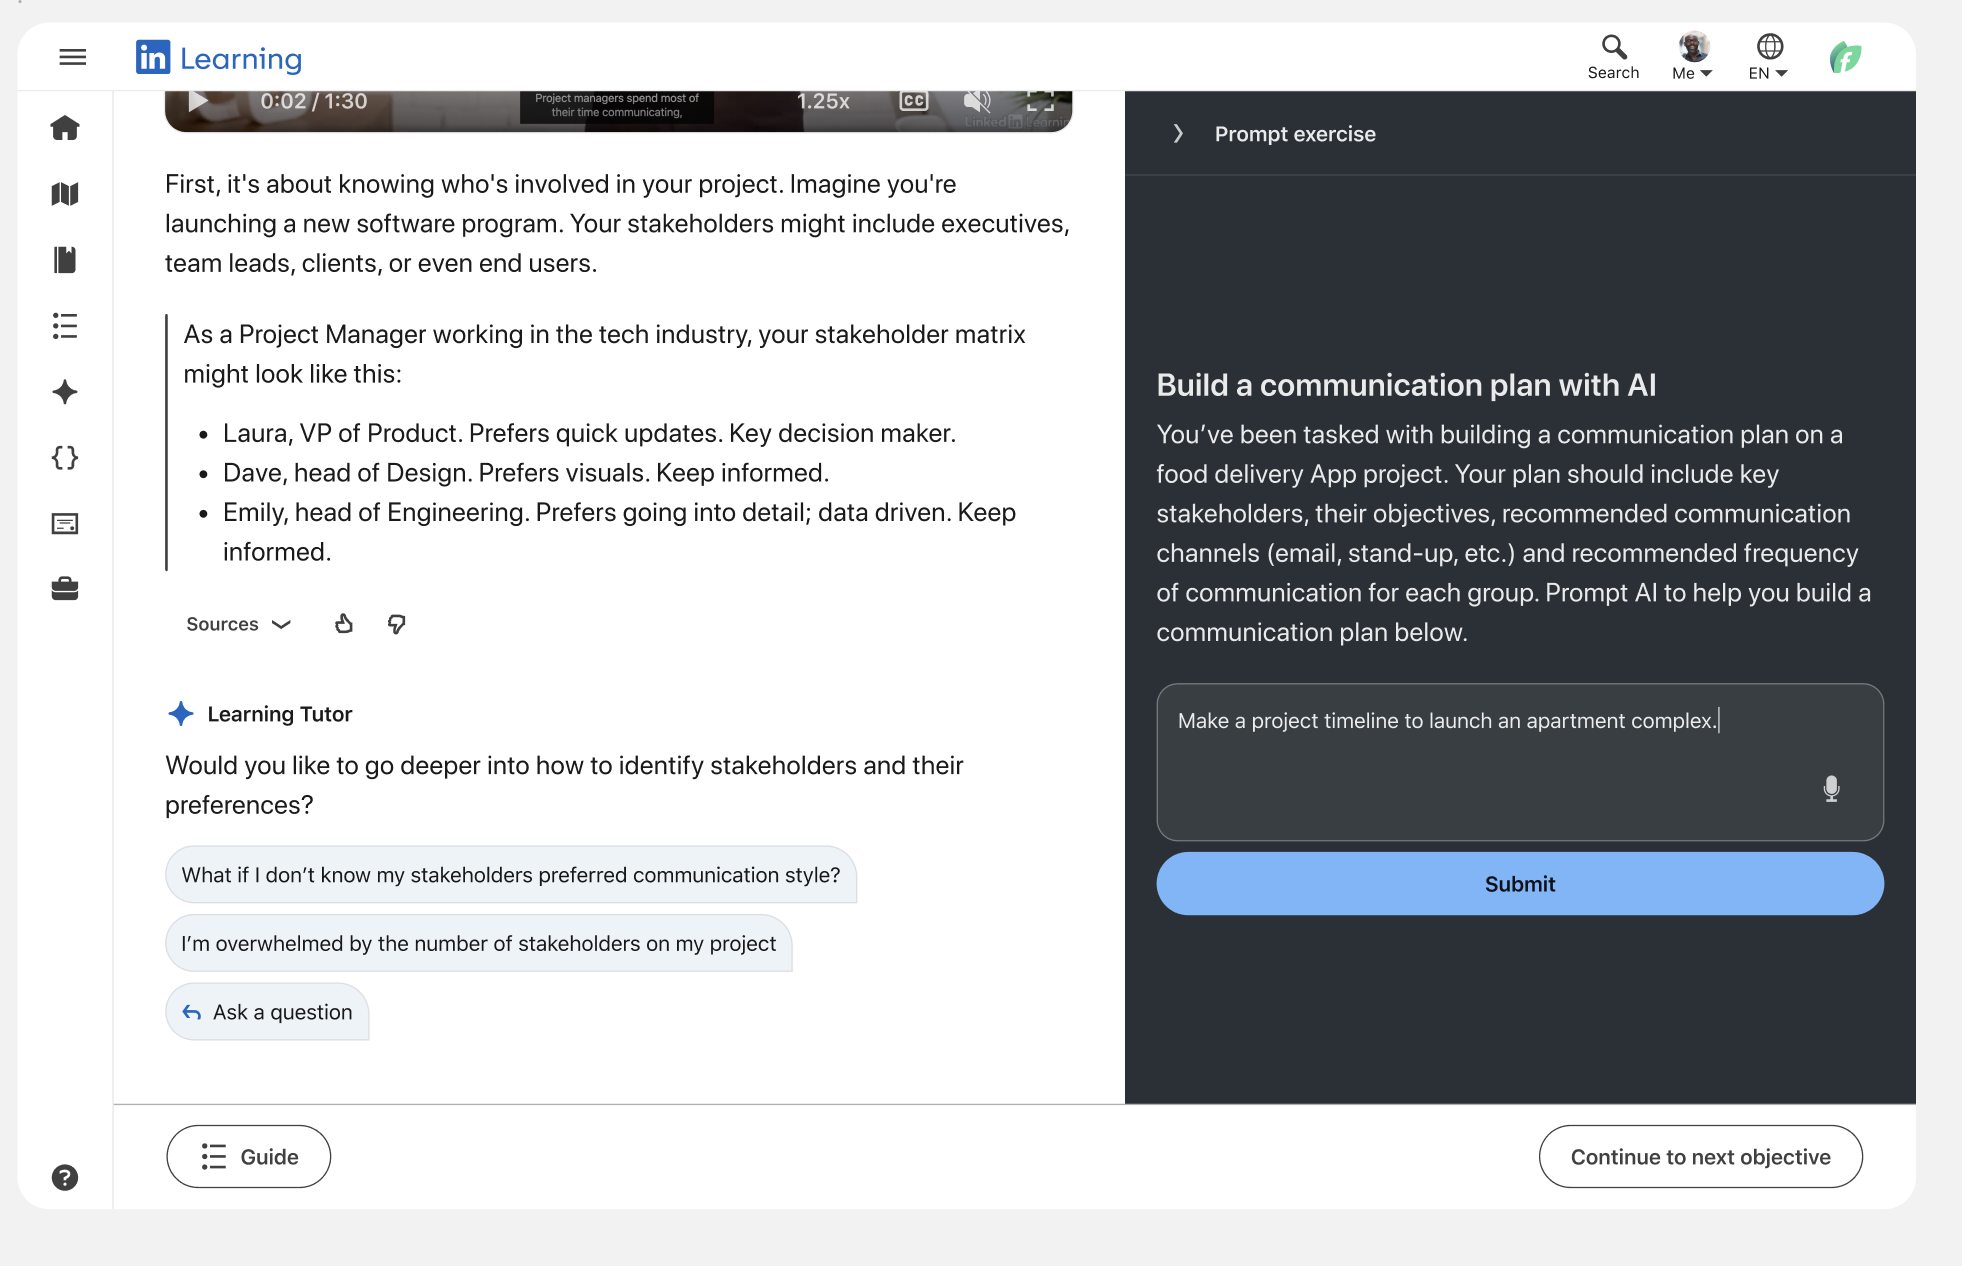 in Learning
Search
Me
EN
0:02 / 1:30
Project managers spend most of
their time communicating,
1.25x
CC
Linked in Learning
First, it's about knowing who's involved in your project. Imagine you're
launching a new software program. Your stakeholders might include executives,
team leads, clients, or even end users.
As a Project Manager working in the tech industry, your stakeholder matrix
might look like this:
• Laura, VP of Product. Prefers quick updates. Key decision maker.
• Dave, head of Design. Prefers visuals. Keep informed.
• Emily, head of Engineering. Prefers going into detail; data driven. Keep
informed.
Sources
Learning Tutor
Would you like to go deeper into how to identify stakeholders and their
preferences?
What if I don’t know my stakeholders preferred communication style?
I’m overwhelmed by the number of stakeholders on my project
Ask a question
Prompt exercise
Build a communication plan with AI
You’ve been tasked with building a communication plan on a
food delivery App project. Your plan should include key
stakeholders, their objectives, recommended communication
channels (email, stand-up, etc.) and recommended frequency
of communication for each group. Prompt AI to help you build a
communication plan below.
Make a project timeline to launch an apartment complex.
Submit
Guide
Continue to next objective